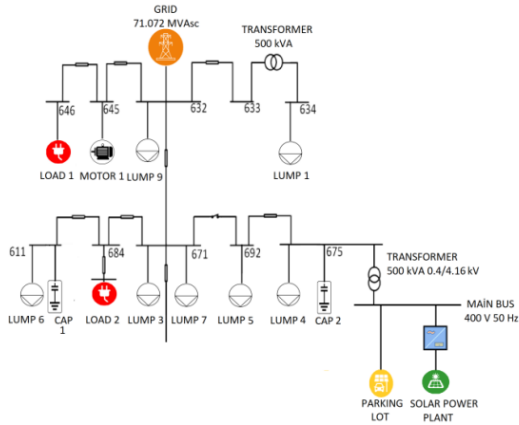 GRID
71.072 MVAsc
TRANSFORMER
500 kVA
646
645
632
633
634
LOAD 1
MOTOR 1
LUMP 9
LUMP 1
611
684
671
692
675
TRANSFORMER
500 kVA 0.4/4.16 kV
MAİN BUS
400 V 50 Hz
LUMP 6
CAP
1
LOAD 2
LUMP 3
LUMP 7
LUMP 5
LUMP 4
CAP 2
PARKING
LOT
SOLAR POWER
PLANT